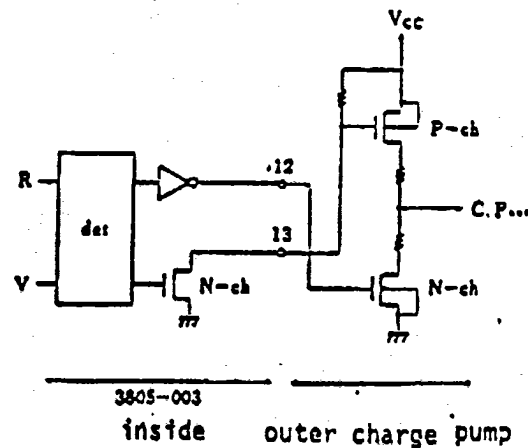 Vcc
P-ch
12
R
det
C.P...
13
V
N-ch
N-ch
3805-003
inside
outer charge pump